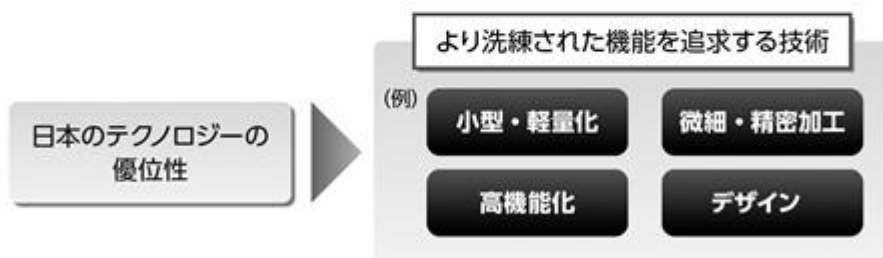 より洗練された機能を追求する技術
(例)
小型・軽量化
微細・精密加工
日本のテクノロジーの
優位性
高機能化
デザイン